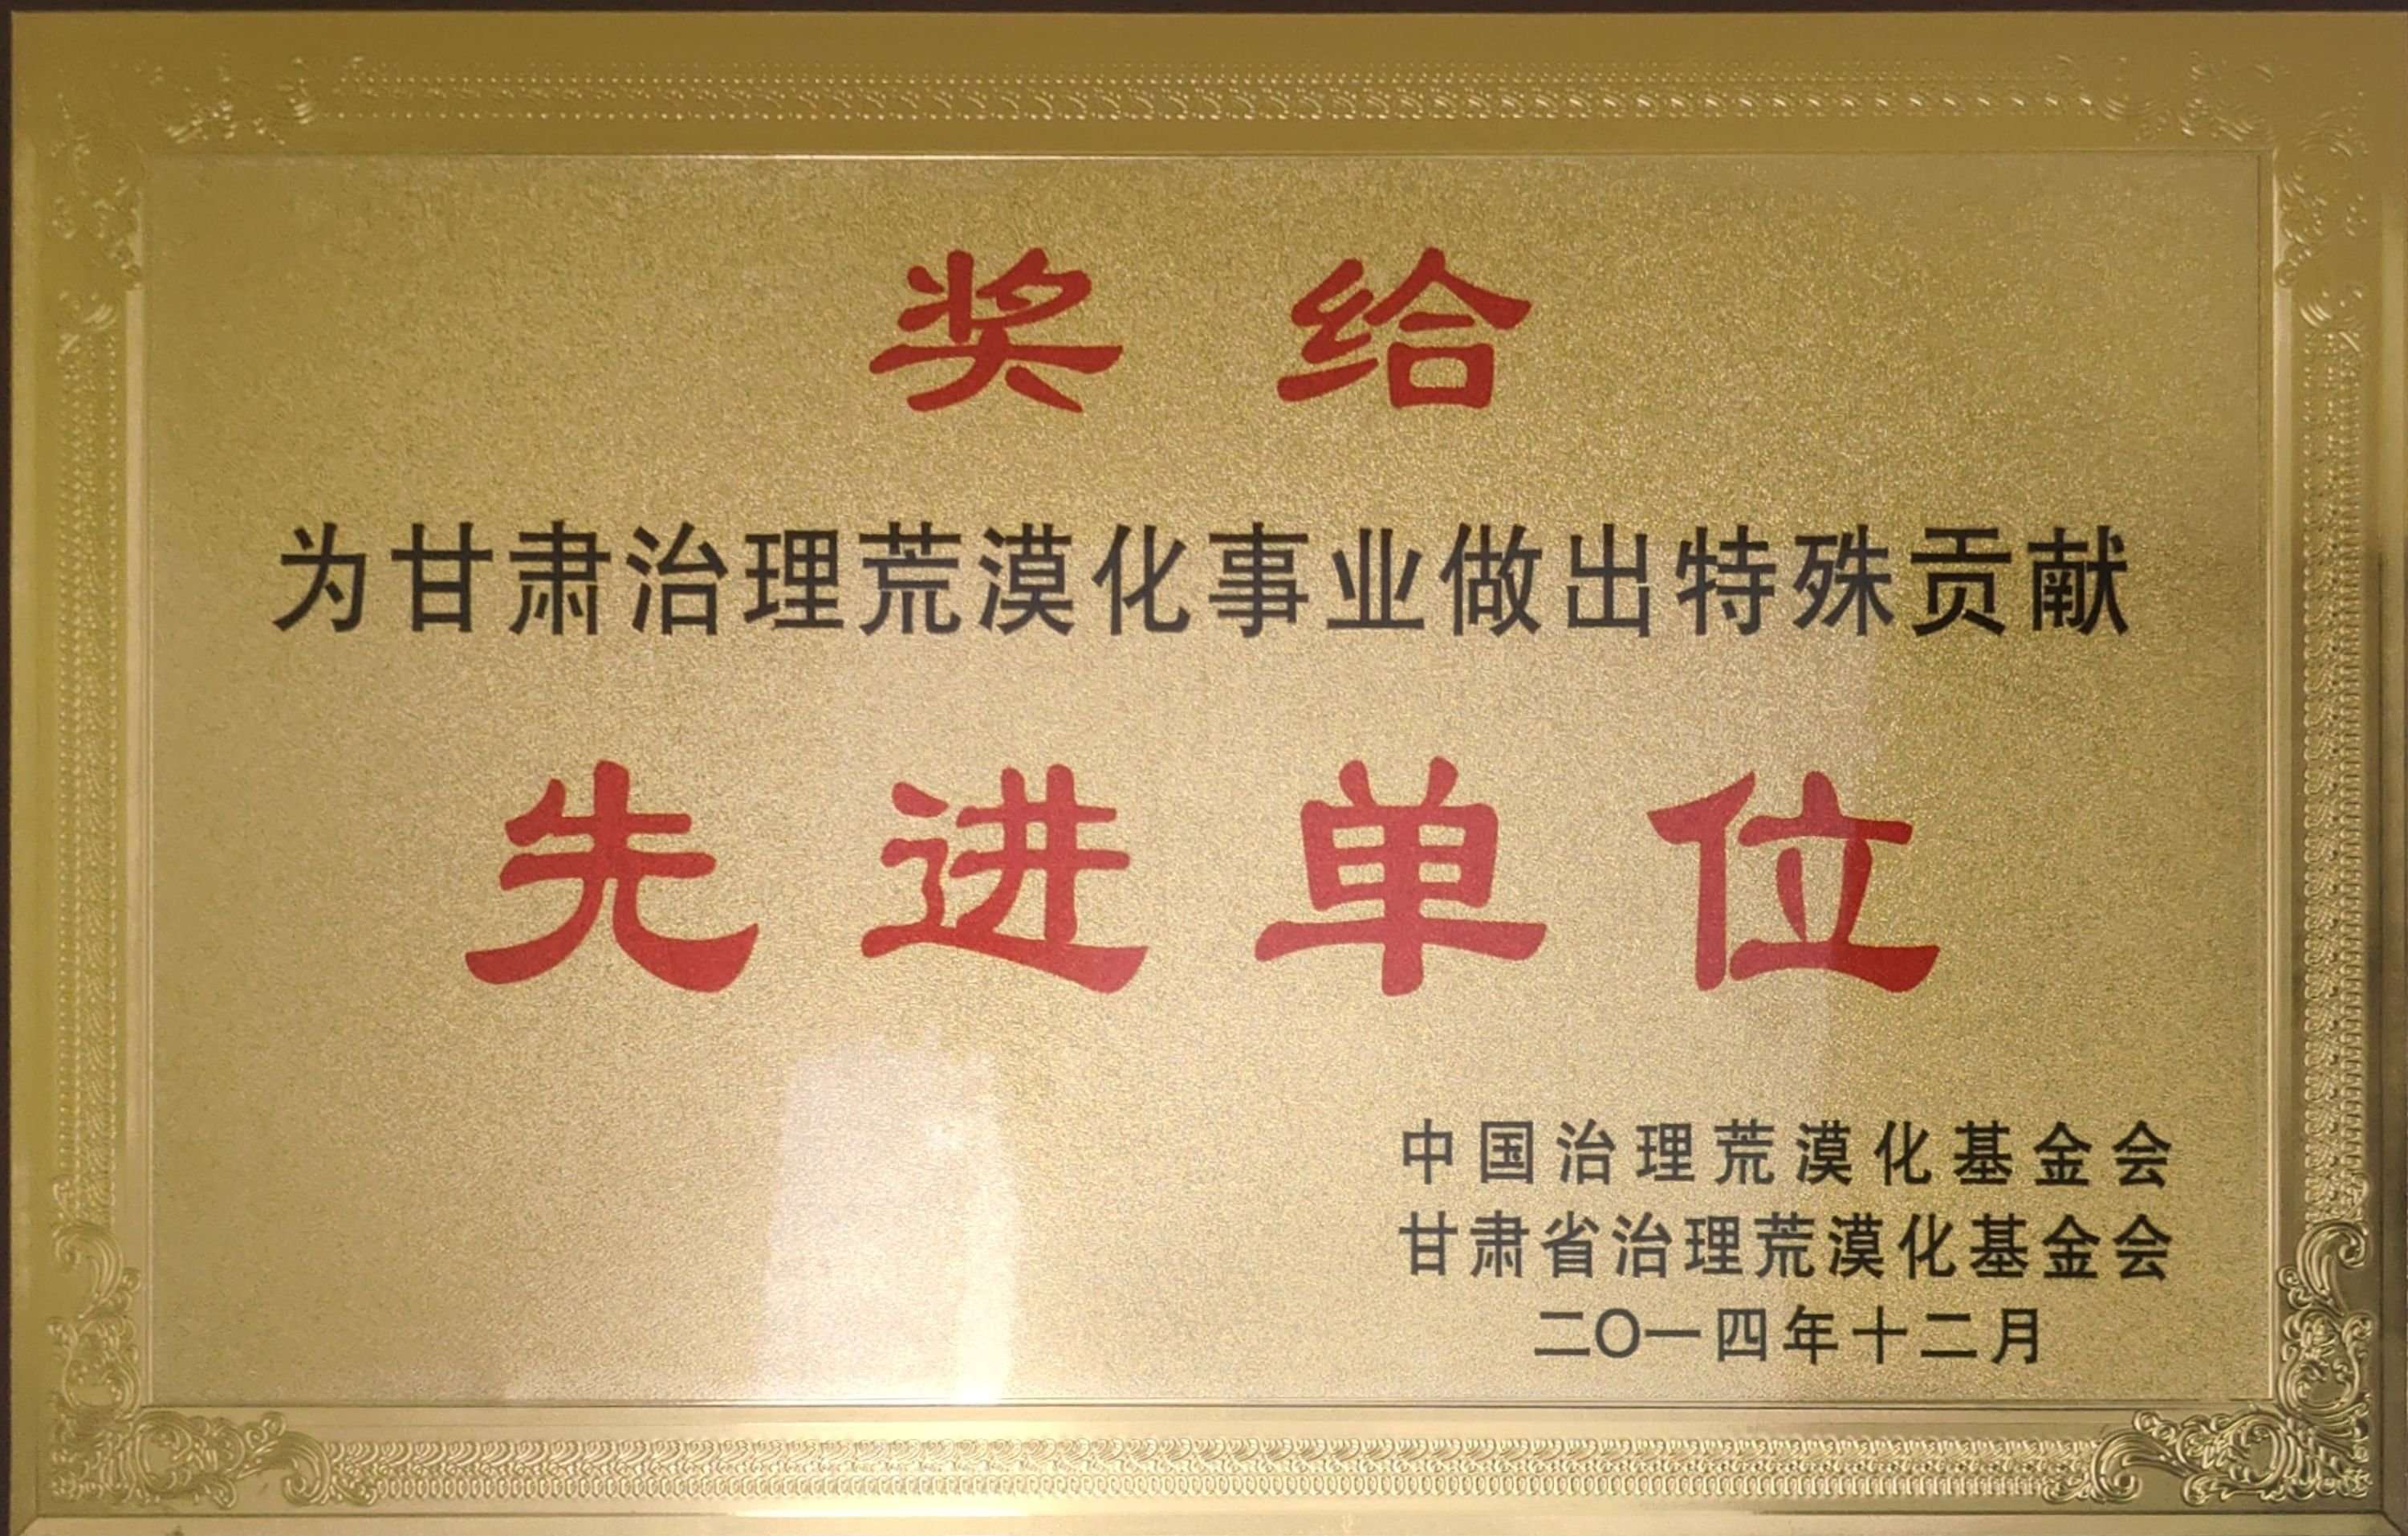 奖给
为甘肃治理荒漠化事业做出特殊贡献
先进单位
中国治理荒漠化基金会
甘肃省治理荒漠化基金会
二〇一四年十二月